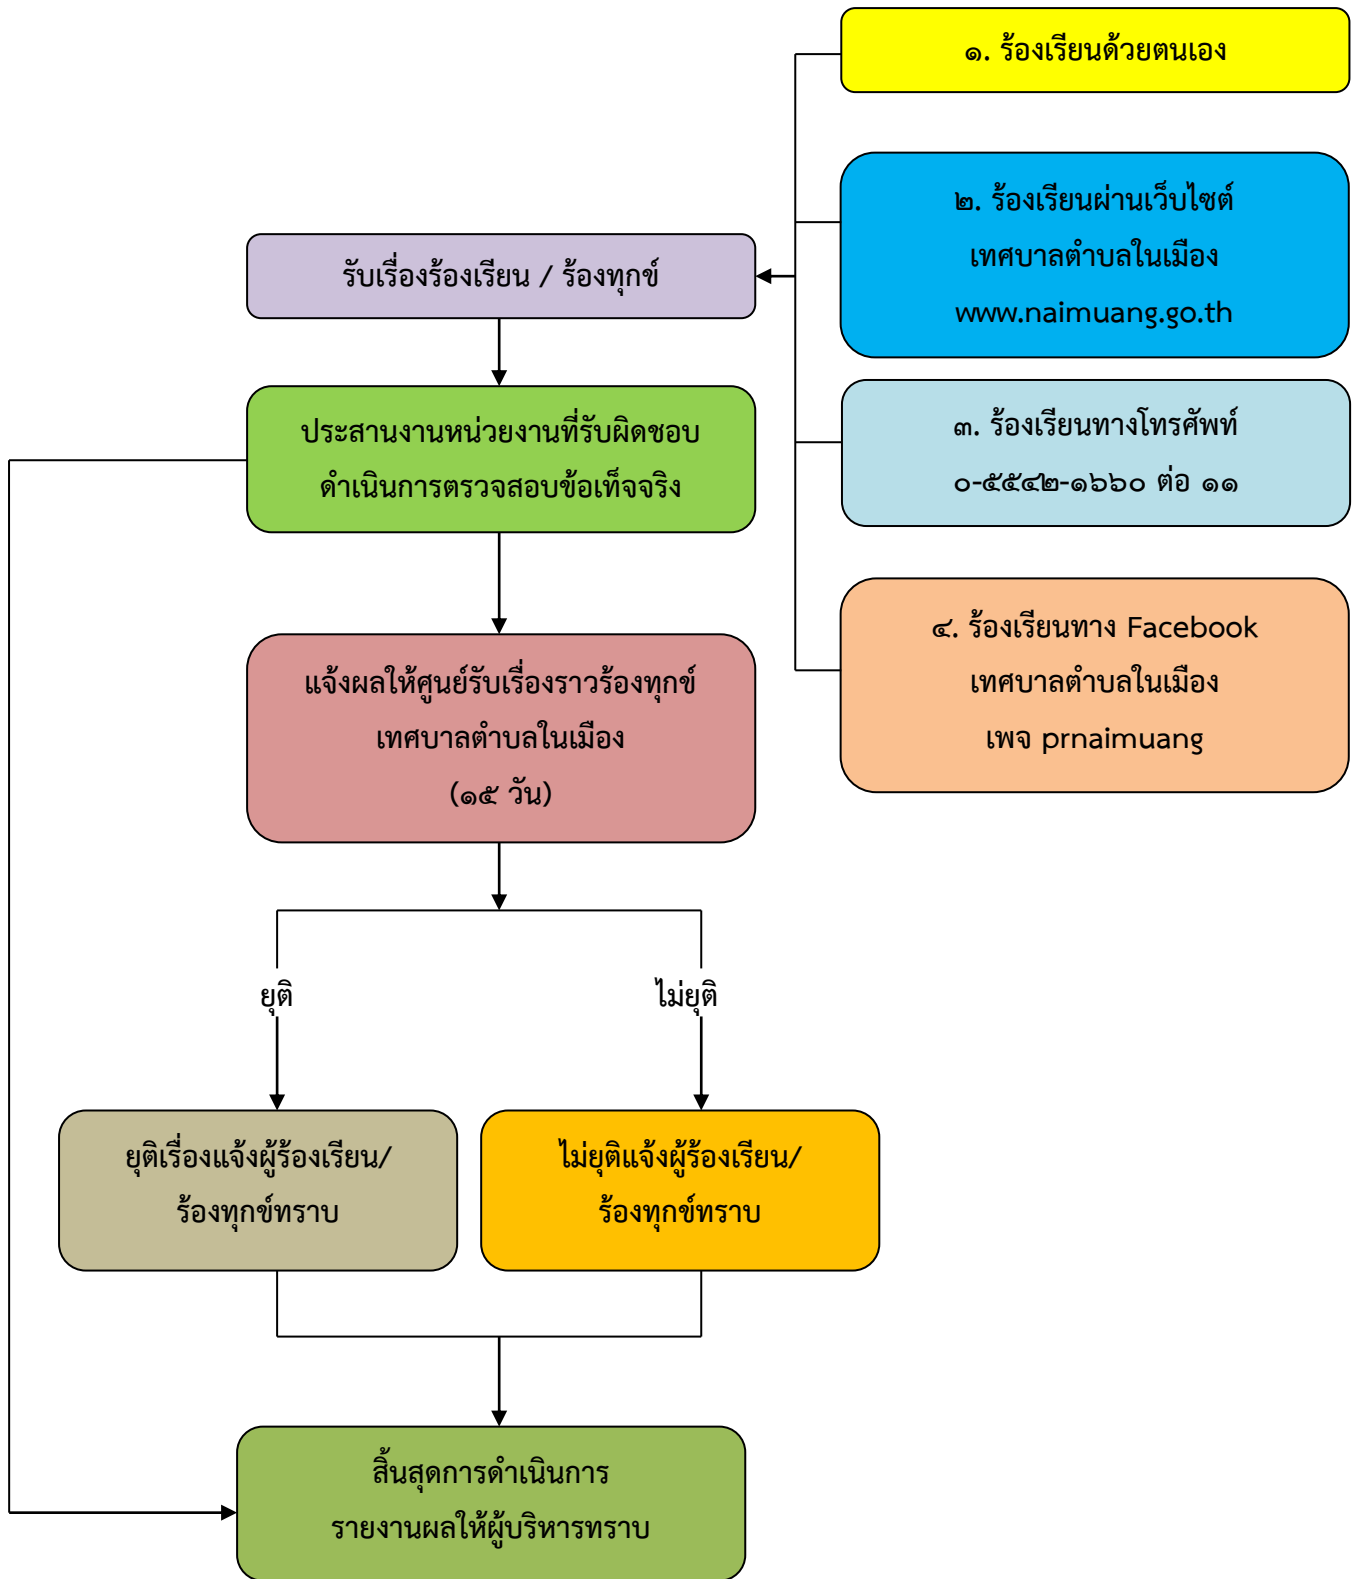 ๑. ร้องเรียนด้วยตนเอง
๒. ร้องเรียนผ่านเว็บไซต์
เทศบาลตำบลในเมือง
www.naimuang.go.th
๓. ร้องเรียนทางโทรศัพท์
๐-๕๕๔๒-๑๖๖๐ ต่อ ๑๑
๔. ร้องเรียนทาง Facebook
เทศบาลตำบลในเมือง
เพจ prnaimuang
รับเรื่องร้องเรียน / ร้องทุกข์
ประสานงานหน่วยงานที่รับผิดชอบ
ดำเนินการตรวจสอบข้อเท็จจริง
แจ้งผลให้ศูนย์รับเรื่องราวร้องทุกข์
เทศบาลตำบลในเมือง
(๑๕ วัน)
ยุติ
ไม่ยุติ
ยุติเรื่องแจ้งผู้ร้องเรียน/
ร้องทุกข์ทราบ
ไม่ยุติแจ้งผู้ร้องเรียน/
ร้องทุกข์ทราบ
สิ้นสุดการดำเนินการ
รายงานผลให้ผู้บริหารทราบ